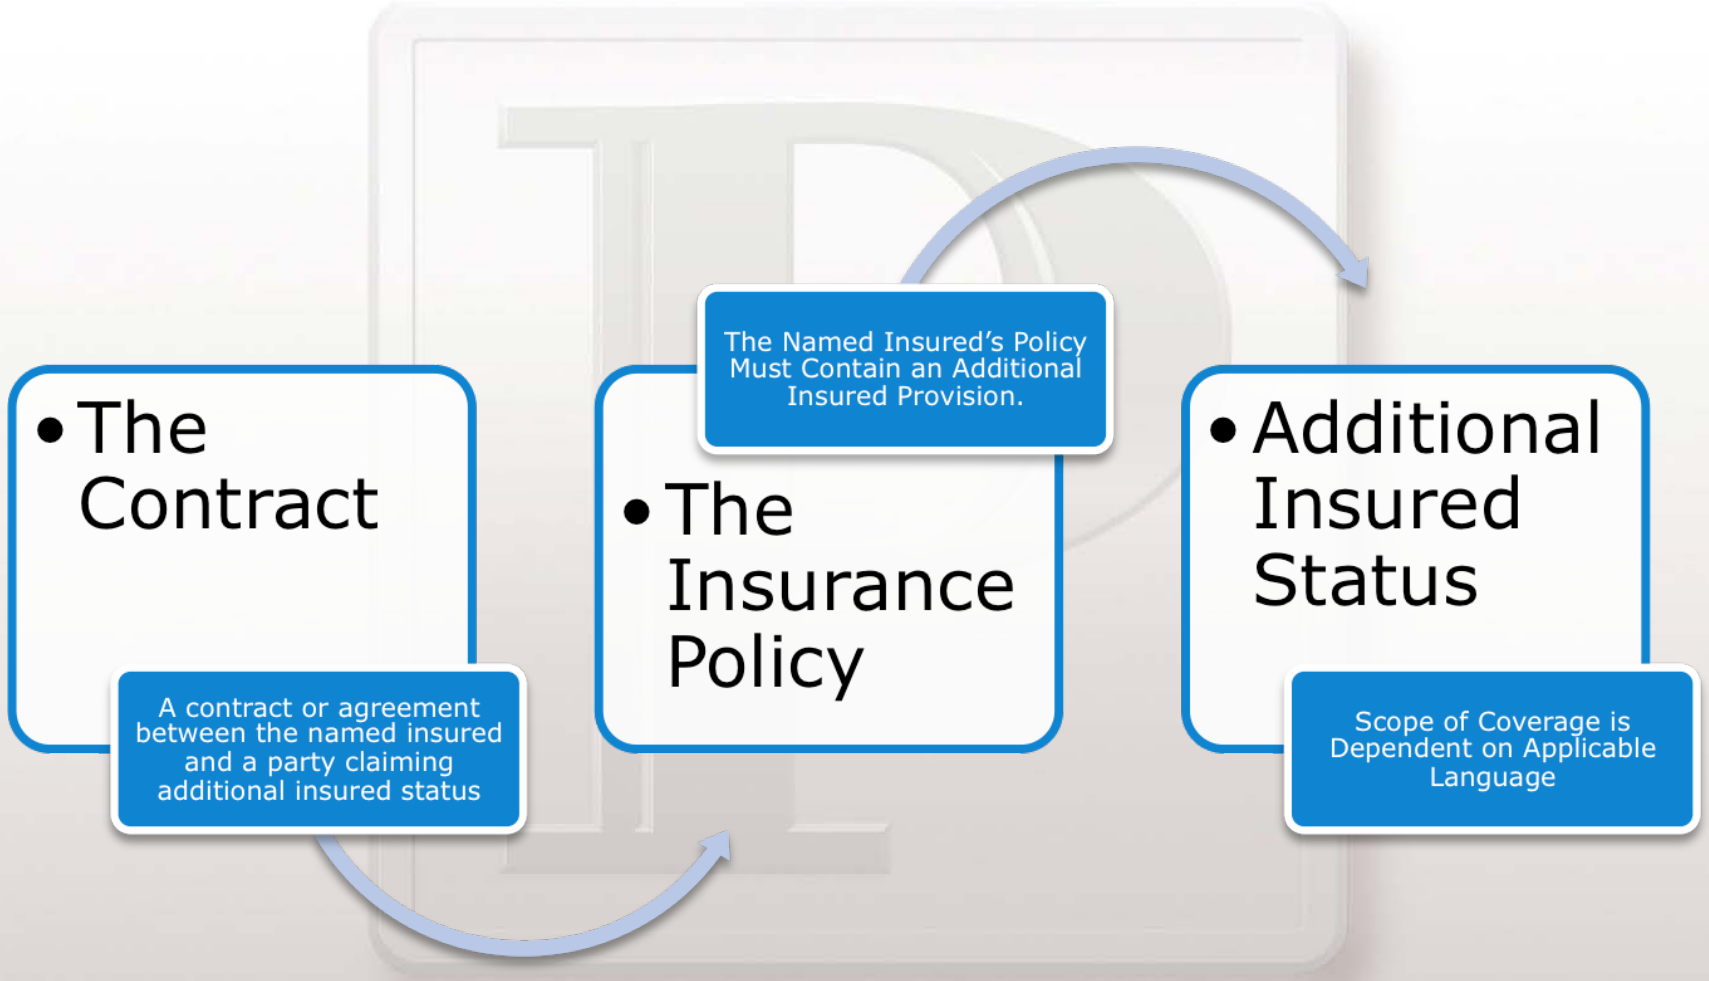 • The
Contract
A contract or agreement
between the named insured
and a party claiming
additional insured status
The Named Insured’s Policy
Must Contain an Additional
Insured Provision.
• The
Insurance
Policy
• Additional
Insured
Status
Scope of Coverage is
Dependent on Applicable
Language
P